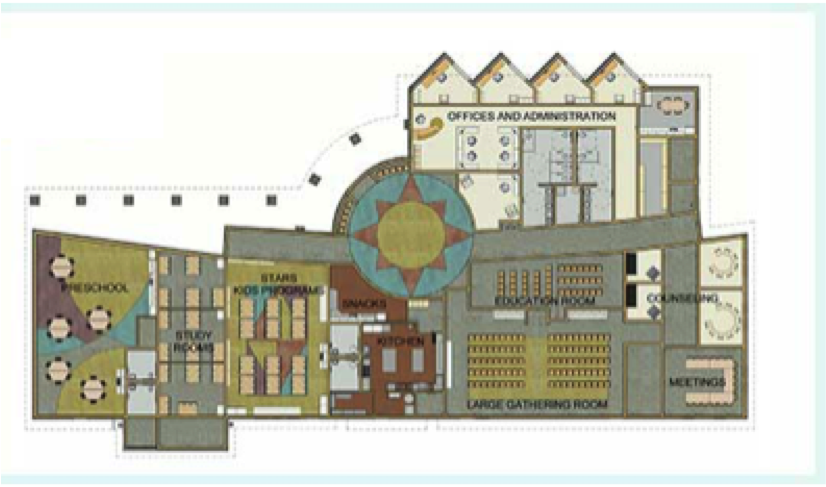 OFFICES AND ADMINISTRATION
STARS
KIDS PROGRAMS
PRESCHOOL
SNACKS
EDUCATION ROOM
COUNSELING
STUDY
ROOMS
KITCHEN
MEETINGS
LARGE GATHERING ROOM